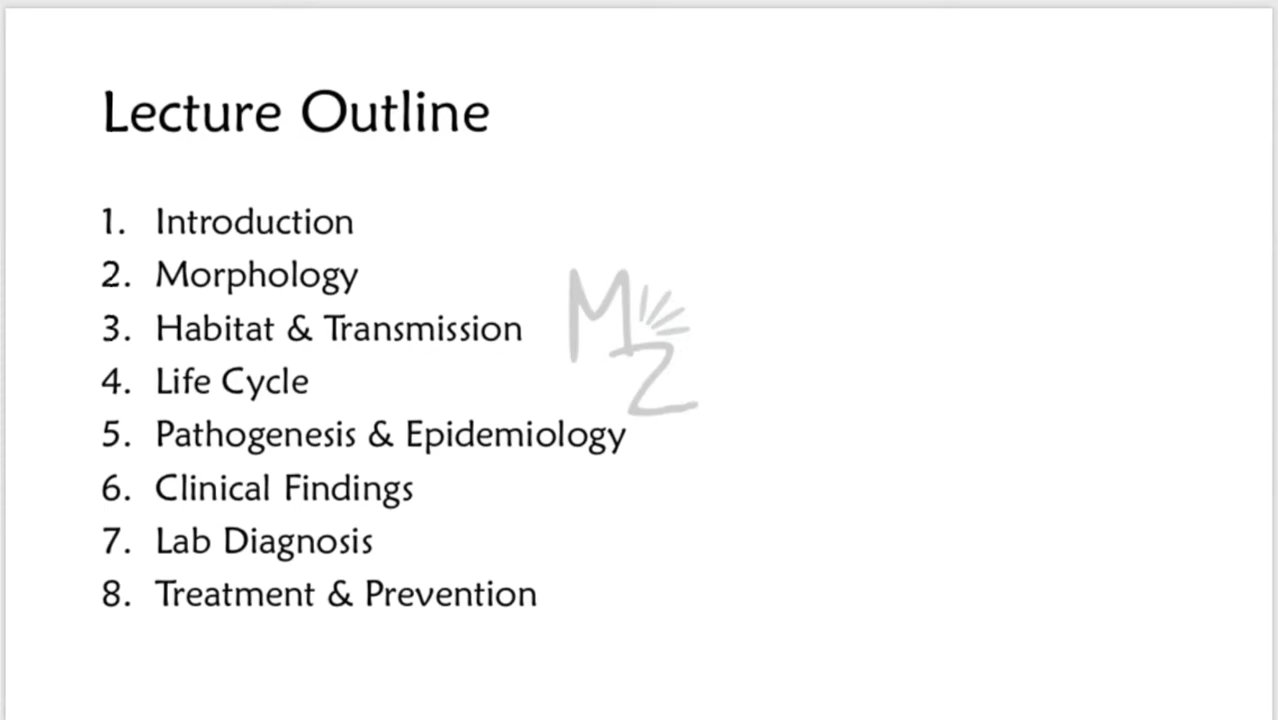 Lecture Outline
1. Introduction
2. Morphology
3. Habitat & Transmission
4. Life Cycle
5. Pathogenesis & Epidemiology
6. Clinical Findings
7. Lab Diagnosis
8. Treatment & Prevention
MZ